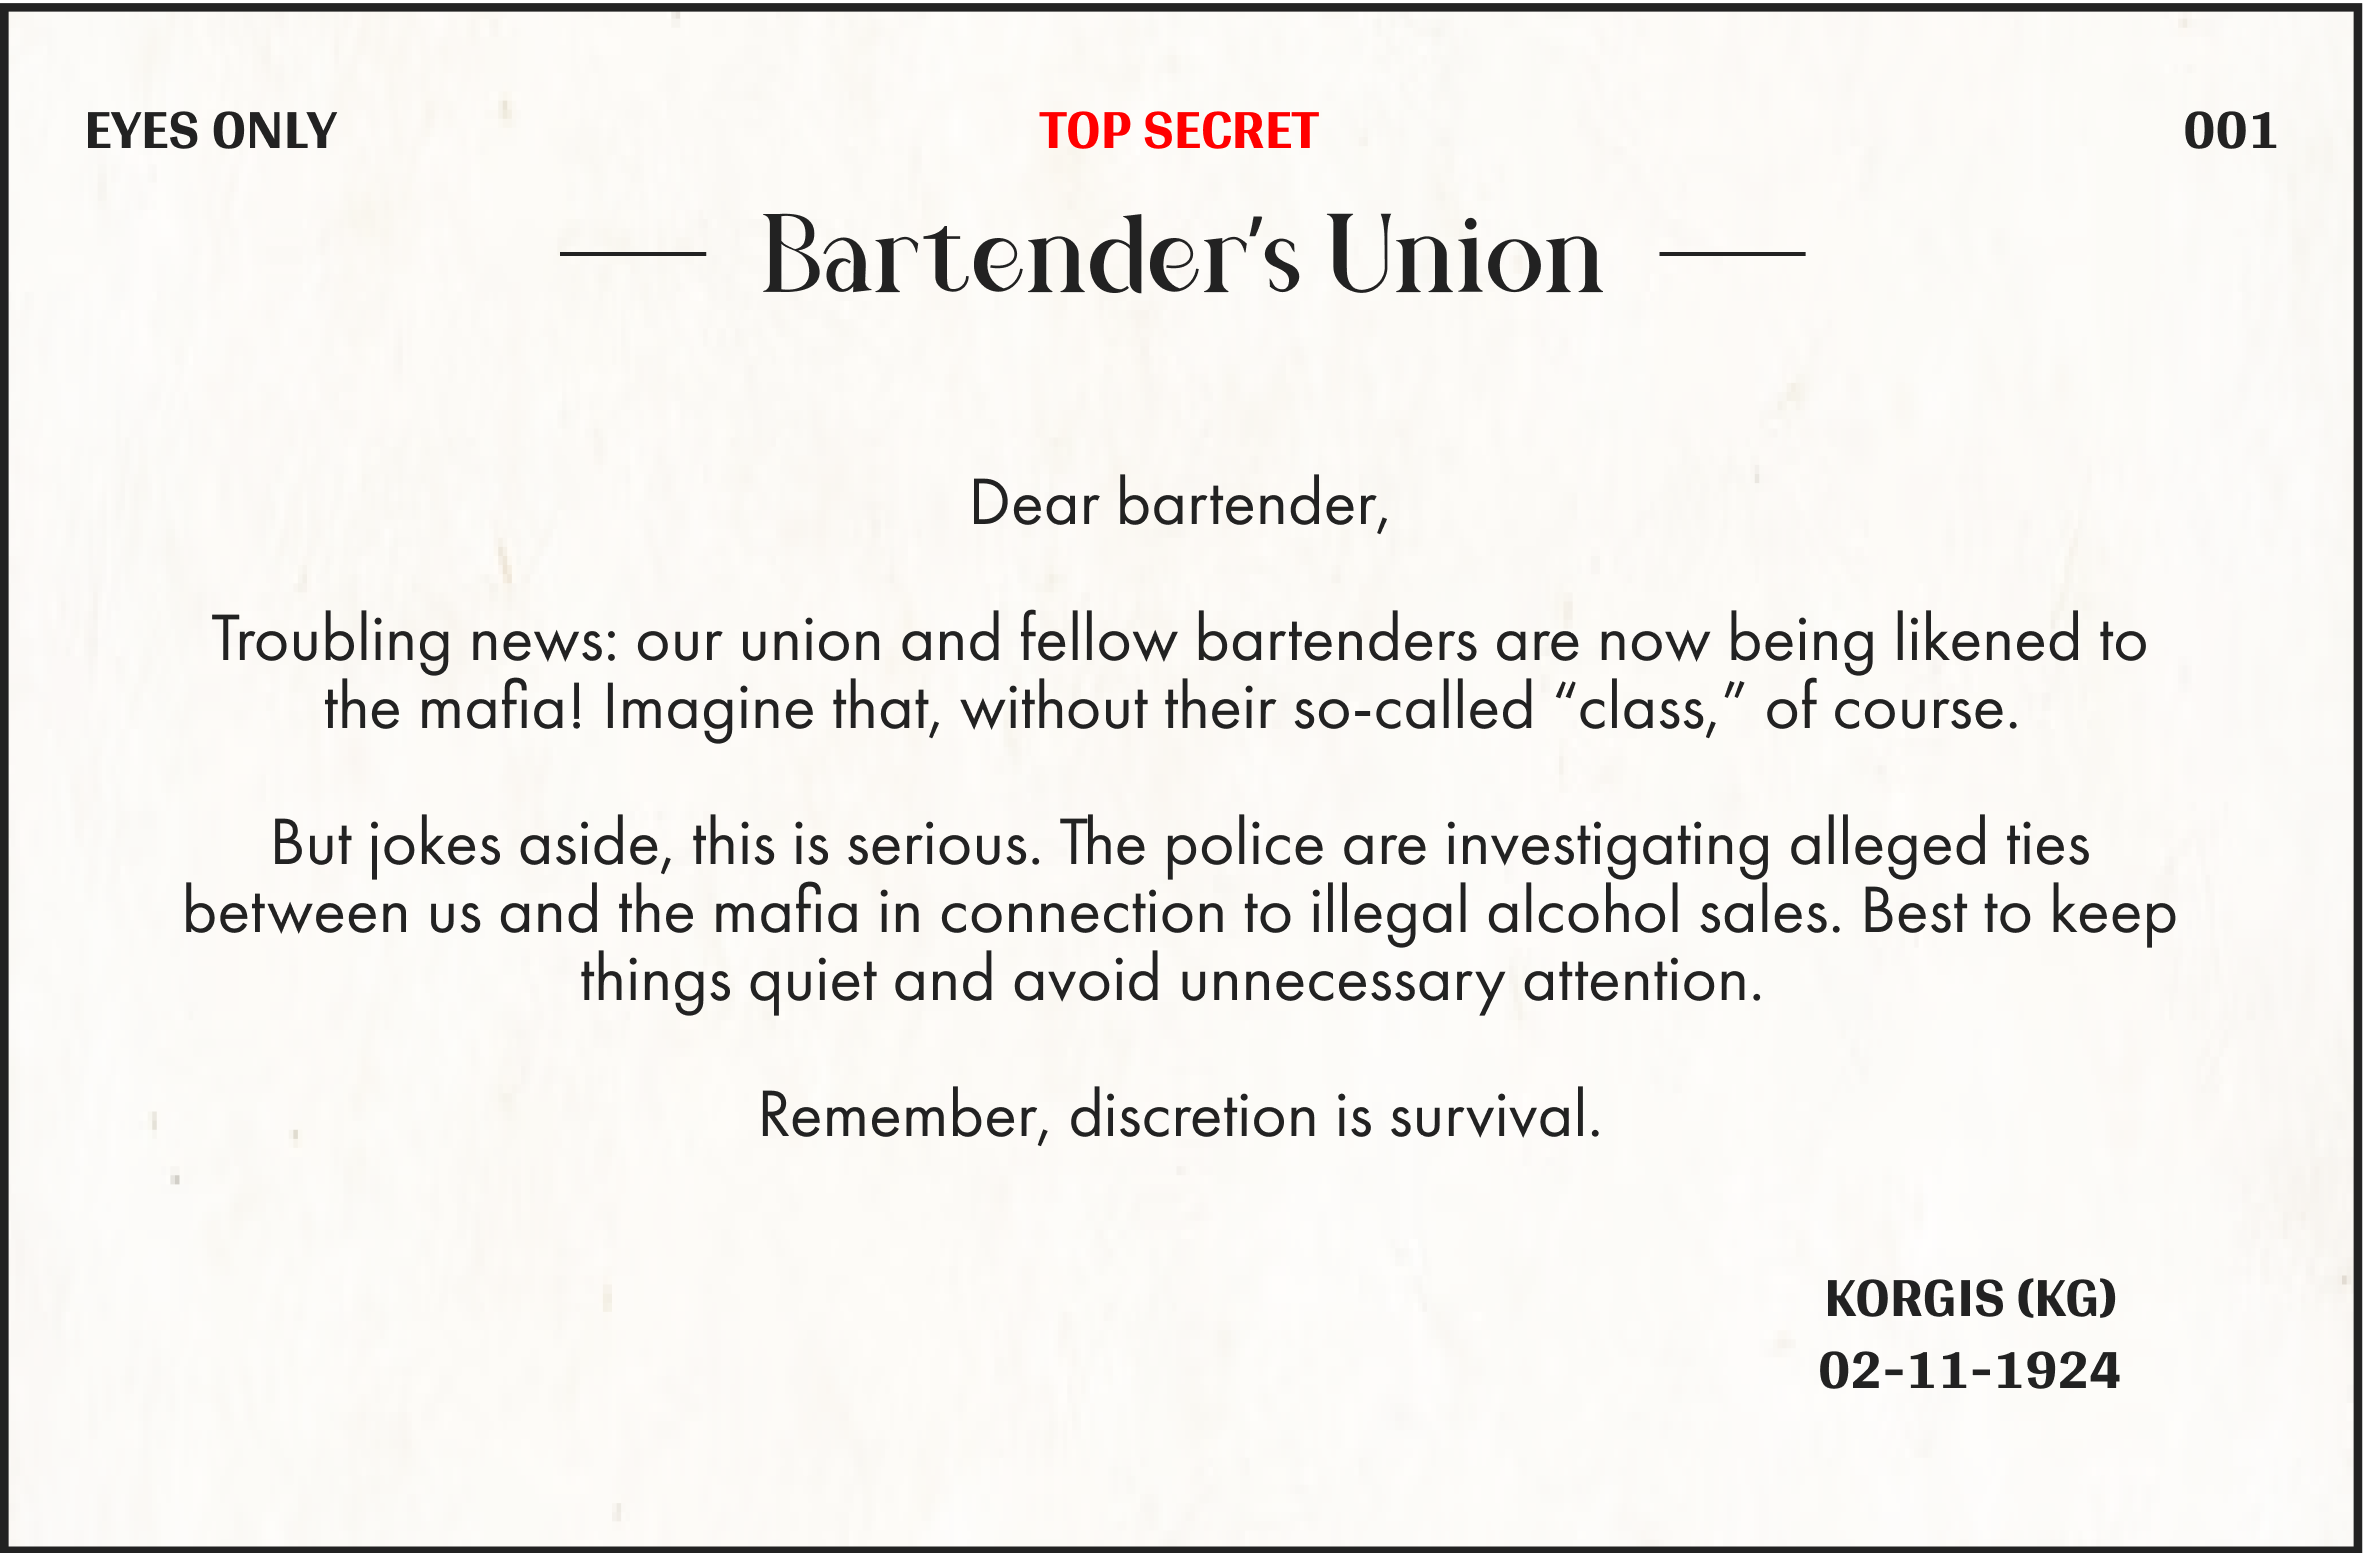 EYES ONLY
TOP SECRET
001
Bartender’s Union
Dear bartender,
Troubling news: our union and fellow bartenders are now being likened to
the mafia! Imagine that, without their so-called “class,” of course.
But jokes aside, this is serious. The police are investigating alleged ties
between us and the mafia in connection to illegal alcohol sales. Best to keep
things quiet and avoid unnecessary attention.
Remember, discretion is survival.
KORGIS (KG)
02-11-1924